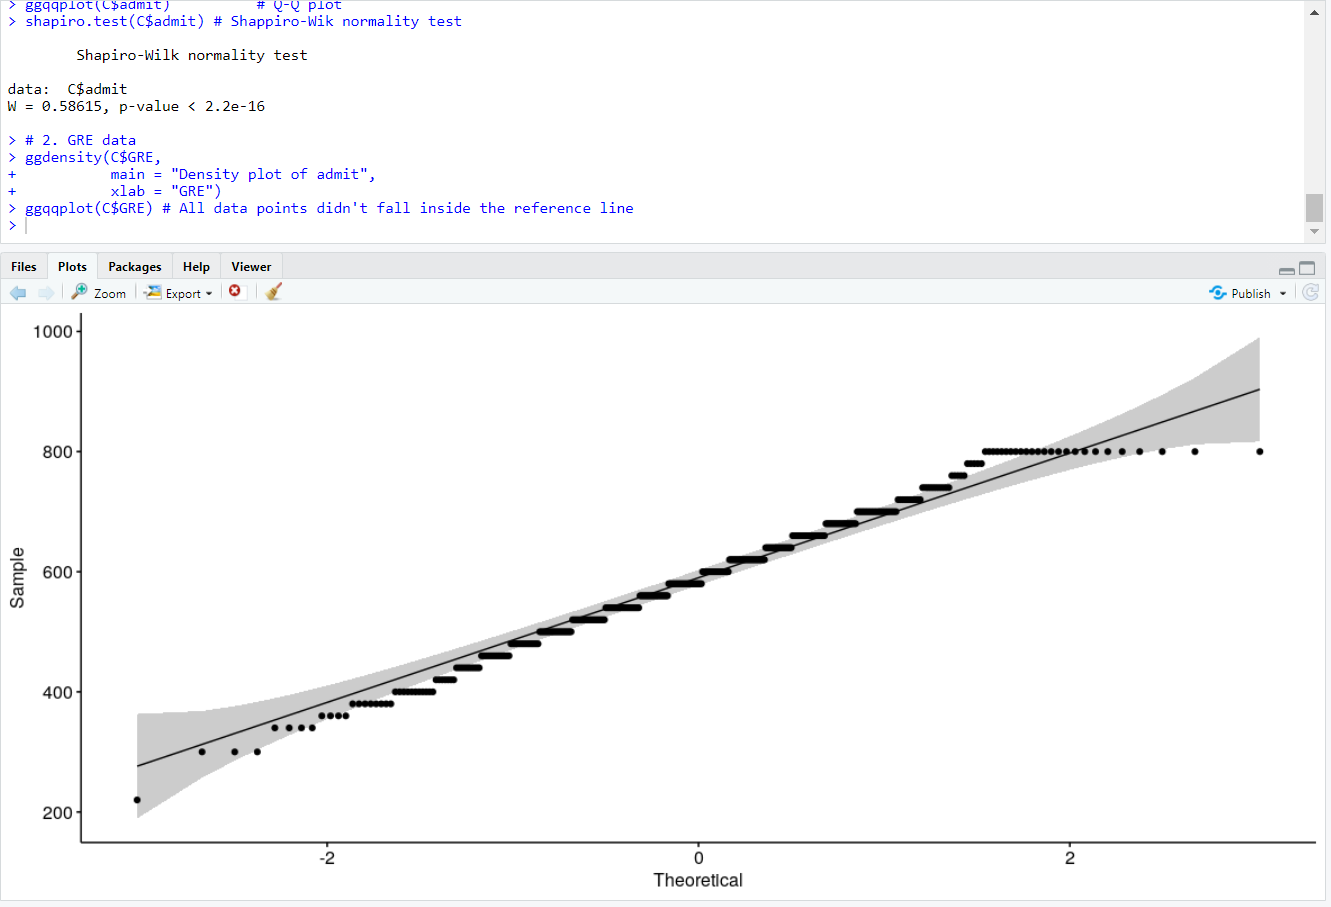 > ggqqplot(C$admit)          # Q-Q plot
> shapiro.test(C$admit) # Shappiro-Wik normality test
        Shapiro-Wilk normality test
data:  C$admit
W = 0.58615, p-value < 2.2e-16
> # 2. GRE data
> ggdensity(C$GRE,
+           main = "Density plot of admit",
+           xlab = "GRE")
> ggqqplot(C$GRE) # All data points didn't fall inside the reference line
>
Files Plots Packages Help Viewer
Zoom Export Publish
1000
800
600
400
200
Sample
-2 0 2
Theoretical